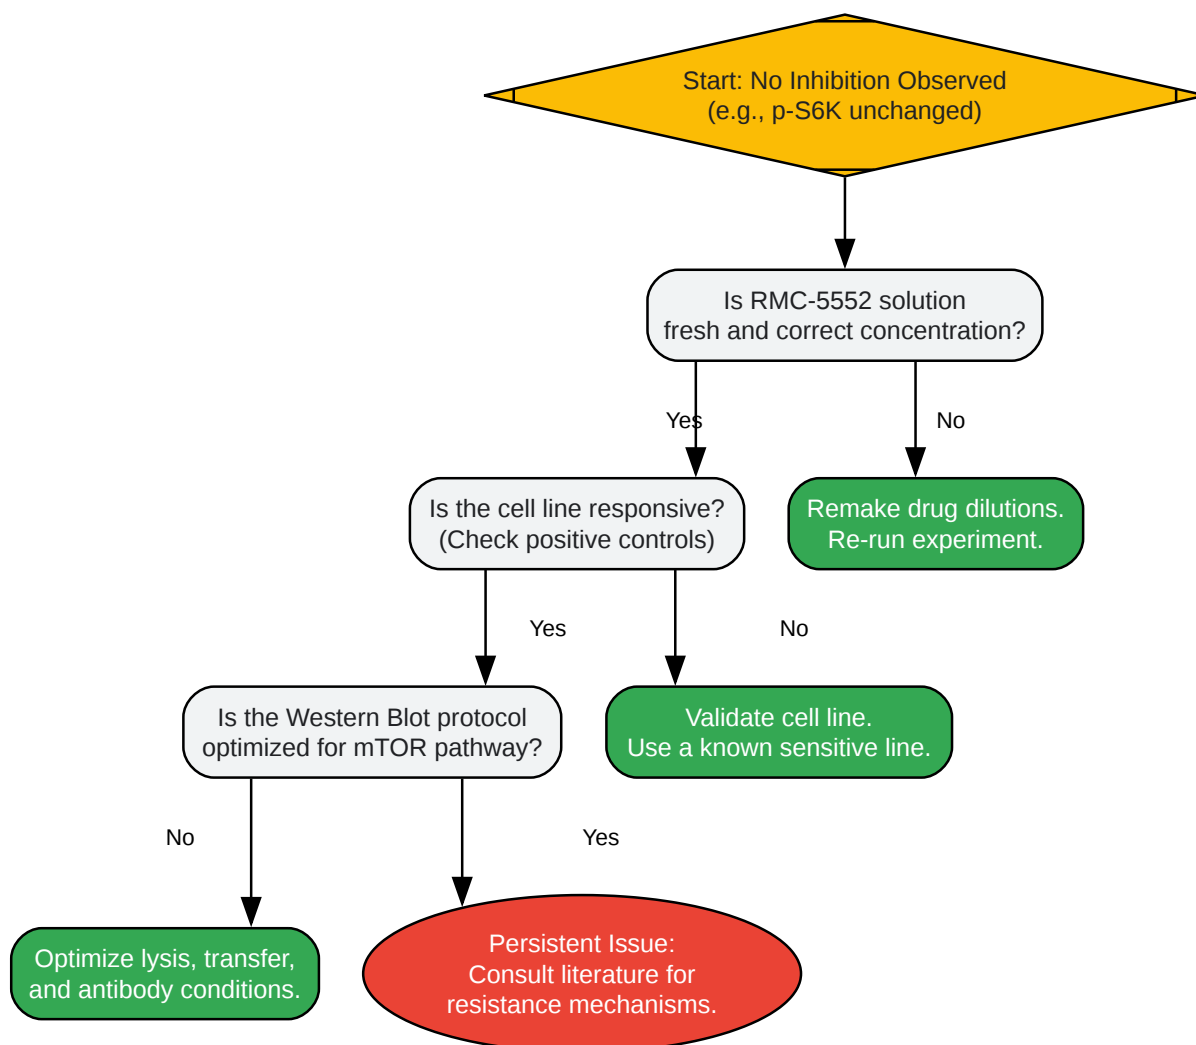 Start: No Inhibition Observed
(e.g., p-S6K unchanged)
Is RMC-5552 solution
fresh and correct concentration?
Yes
No
Is the cell line responsive?
(Check positive controls)
Remake drug dilutions.
Re-run experiment.
Yes
No
Is the Western Blot protocol
optimized for mTOR pathway?
Validate cell line.
Use a known sensitive line.
No
Yes
Optimize lysis, transfer,
and antibody conditions.
Persistent Issue:
Consult literature for
resistance mechanisms.